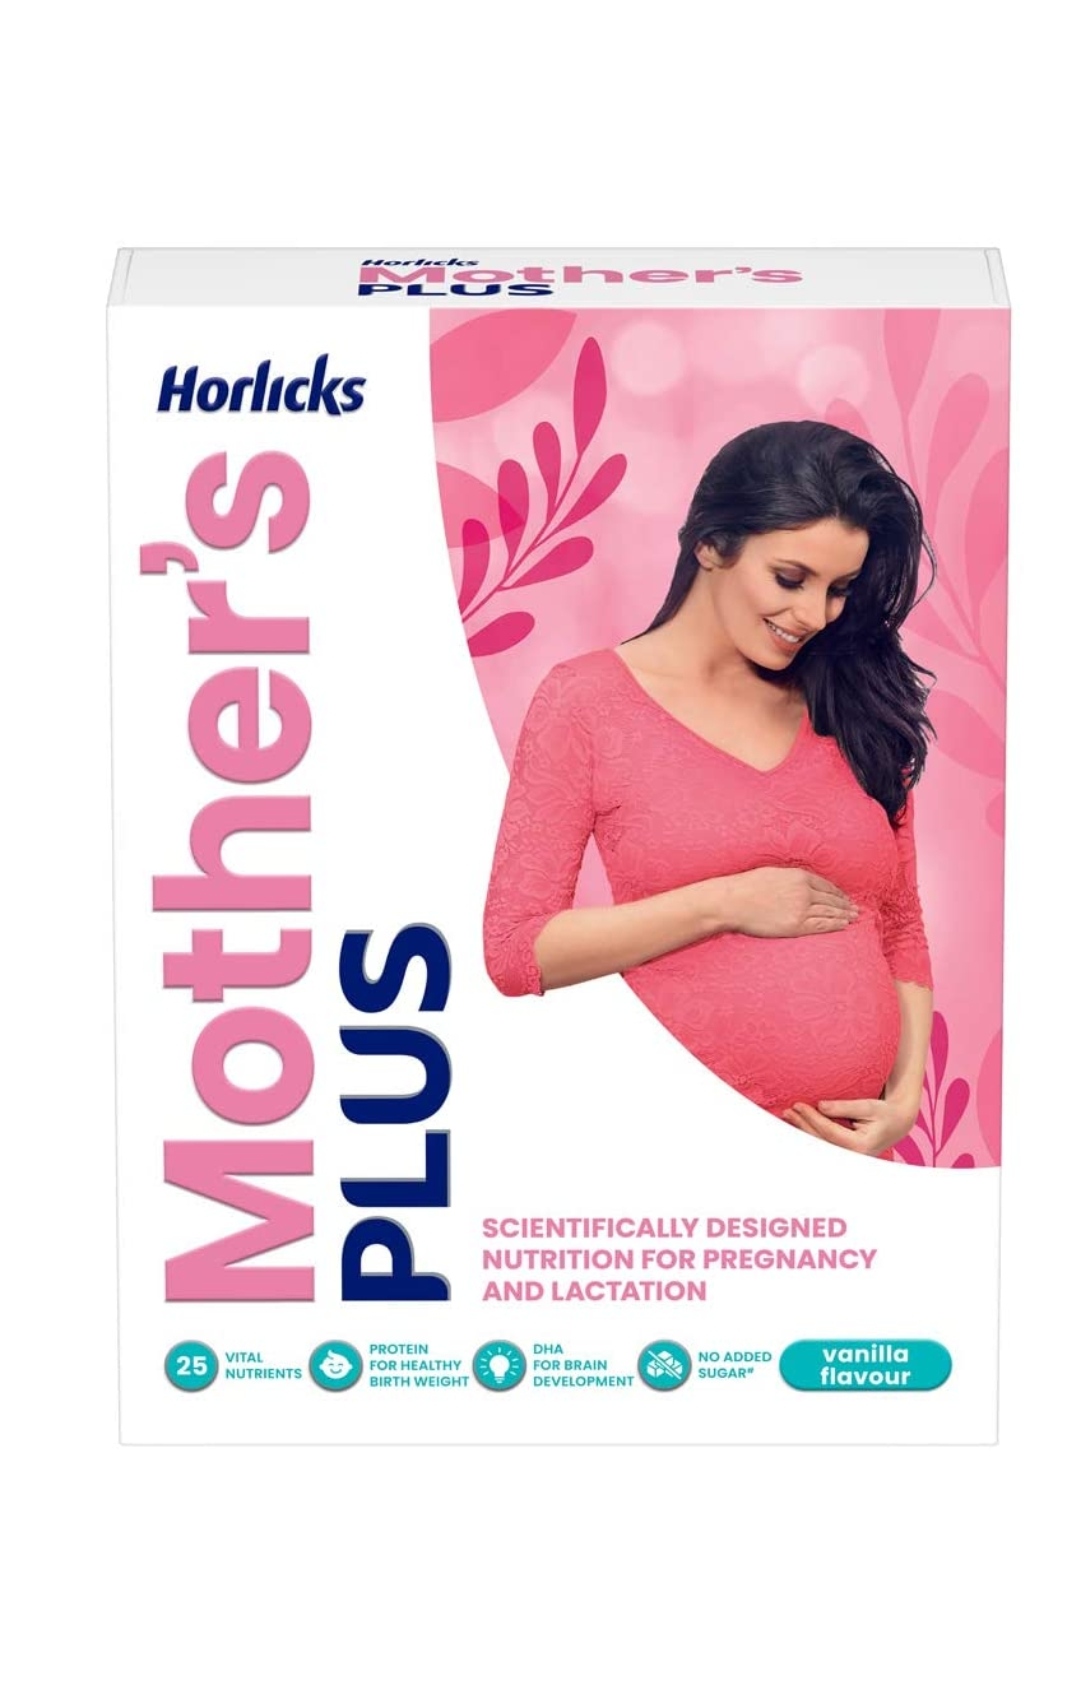 Horlicks
Mother's
PLUS
Horlicks
Mother's
PLUS
SCIENTIFICALLY DESIGNED
NUTRITION FOR PREGNANCY
AND LACTATION
25
VITAL
NUTRIENTS
PROTEIN
FOR HEALTHY
BIRTH WEIGHT
DHA
FOR BRAIN
DEVELOPMENT
NO ADDED
SUGAR#
vanilla
flavour